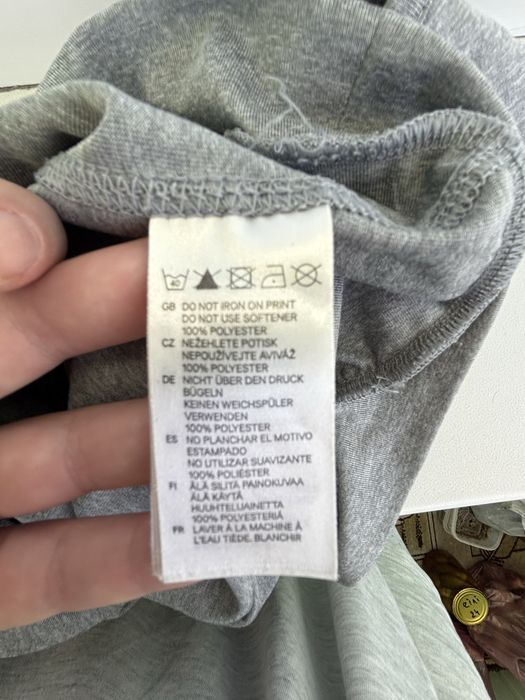 40
GB DO NOT IRON ON PRINT
DO NOT USE SOFTENER
100% POLYESTER
CZ NEŽEHLETE POTISK
NEPOUŽÍVEJTE AVIVÁŽ
100% POLYESTER
DE NICHT ÜBER DEN DRUCK
BÜGELN
KEINEN WEICHSPÜLER
VERWENDEN
100% POLYESTER
ES NO PLANCHAR EL MOTIVO
ESTAMPADO
NO UTILIZAR SUAVIZANTE
100% POLIÉSTER
FI ÄLÄ SILITÄ PAINOKUVAA
ÄLÄ KÄYTÄ
HUUHTELUAINETTA
100% POLYESTERIÄ
FR LAVER À LA MACHINE À
L'EAU TIÈDE. BLANCHIR
24